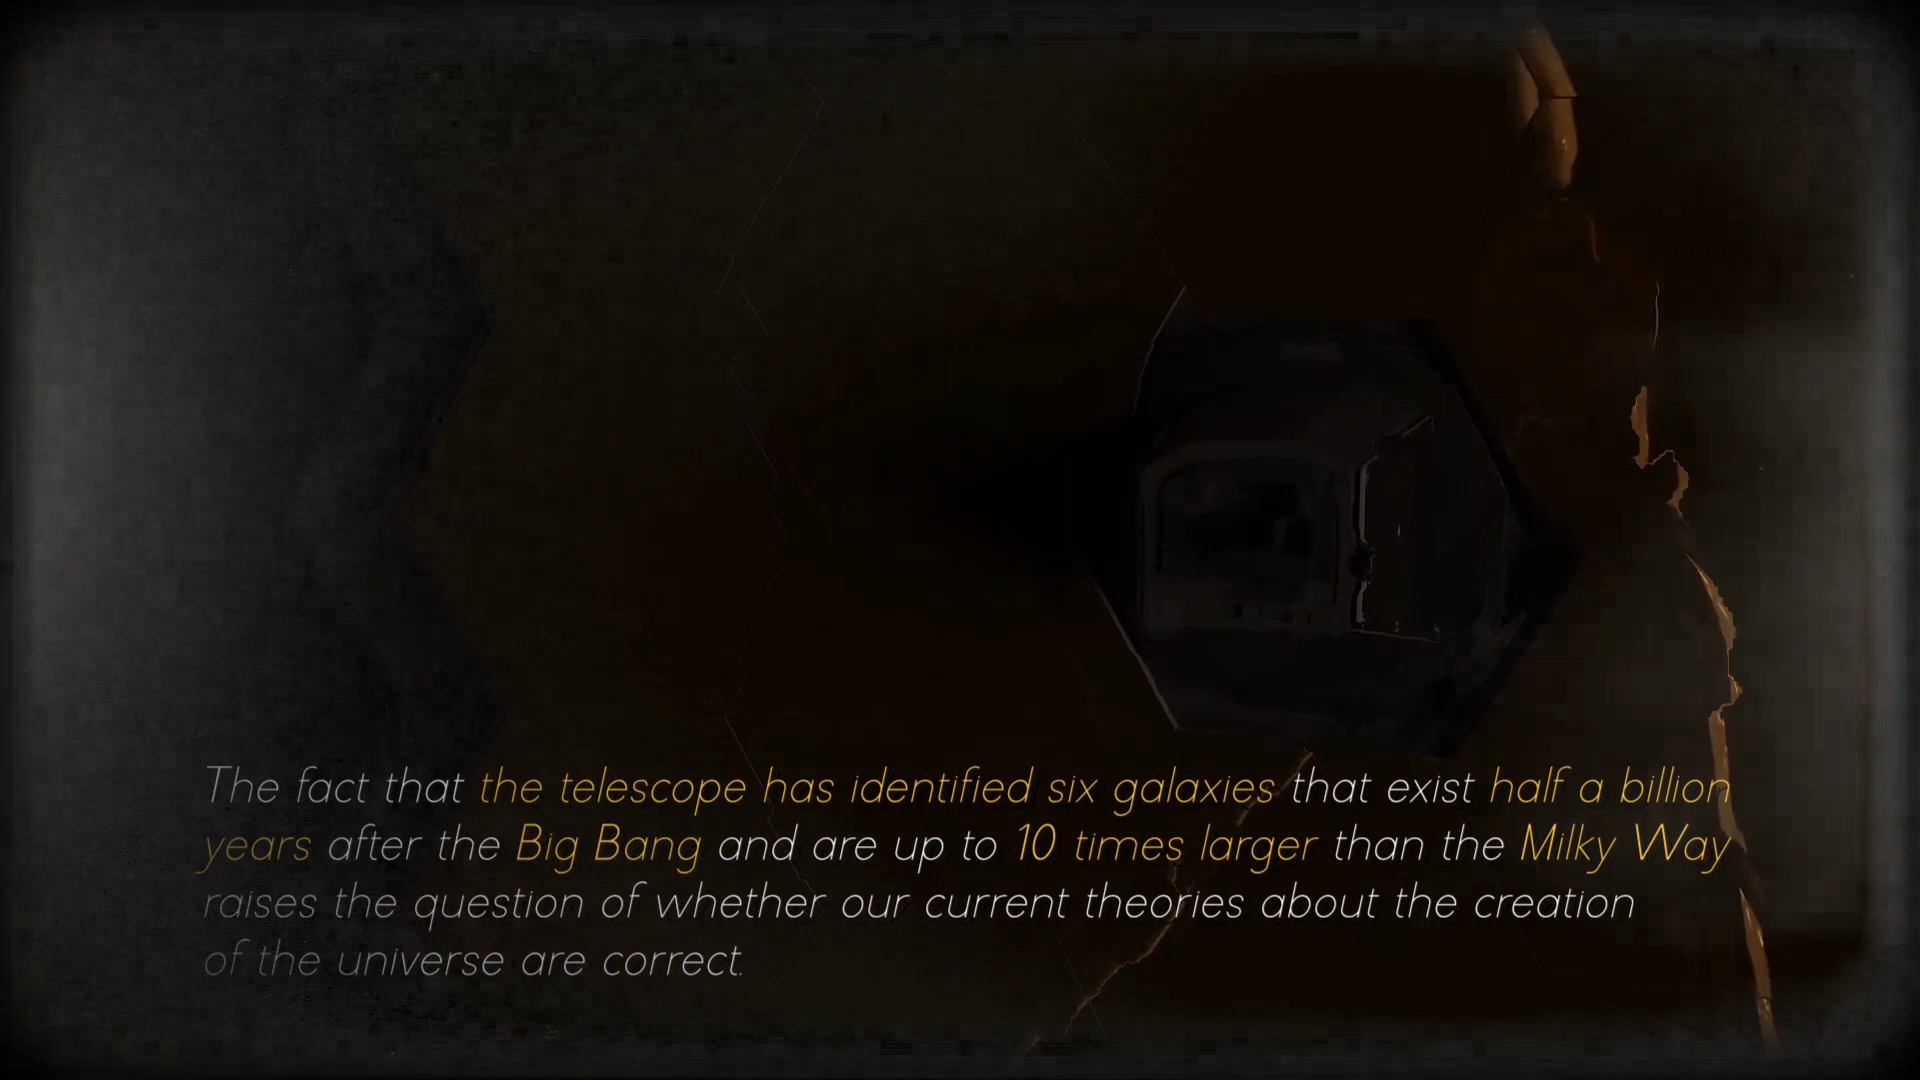 The fact that the telescope has identified six galaxies that exist half a billion
years after the Big Bang and are up to 10 times larger than the Milky Way
raises the question of whether our current theories about the creation
of the universe are correct.